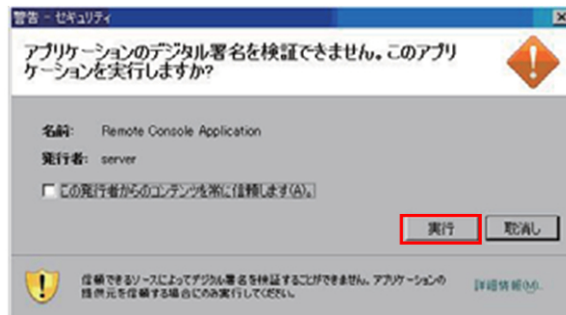 警告 - セキュリティ
アプリケーションのデジタル署名を検証できません。このアプリ
ケーションを実行しますか?
名前: Remote Console Application
発行者: server
この発行者からのコンテンツを常に信頼します(A)。
実行 取消し
信頼できるソースによってデジタル署名を検証することができません。アプリケーションの
提供元を信頼する場合にのみ実行してください。
詳細情報(M)...